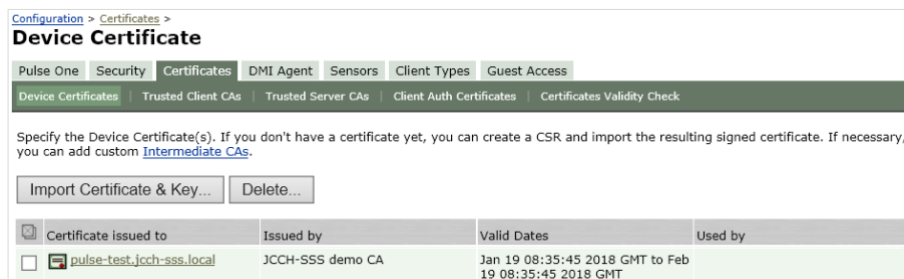 Configuration > Certificates >
Device Certificate
Pulse One Security Certificates DMI Agent Sensors Client Types Guest Access
Device Certificates | Trusted Client CAs | Trusted Server CAs | Client Auth Certificates | Certificates Validity Check
Specify the Device Certificate(s). If you don't have a certificate yet, you can create a CSR and import the resulting signed certificate. If necessary,
you can add custom Intermediate CAs.
Import Certificate & Key... Delete...
Certificate issued to Issued by Valid Dates Used by
pulse-test.jcch-sss.local JCCH-SSS demo CA Jan 19 08:35:45 2018 GMT to Feb
19 08:35:45 2018 GMT